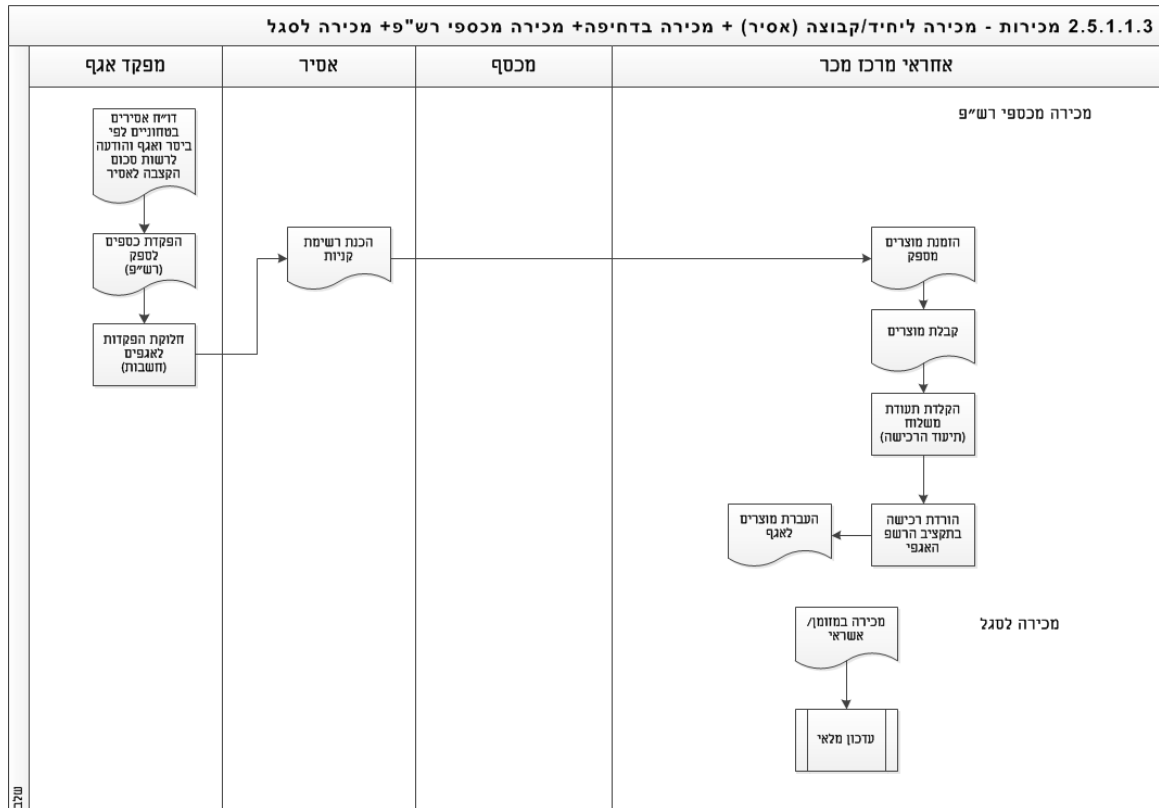 2.5.1.1.3 מכירות - מכירה ליחיד/קבוצה (אסיר) + מכירה בדחיפה+ מכירה מכספי רש"פ+ מכירה לסגל
אחראי מרכז מכר
מכסף
אסיר
מפקד אגף
מכירה מכספי רש״פ
דו״ח אסירים
בטחוניים לפי
ביסר ואגף והודעה
לרשות סכום
הקצבה לאסיר
הזמנת מוצרים
מספק
הכנת רשימת
קניות
הפקדת כספים
לספק
(רש״פ)
קבלת מוצרים
חלוקת הפקדות
לאגפים
(חשבות)
הקלדת תעודת
משלוח
(תיעוד הרכישה)
הורדת רכישה
בתקציב הרשפ
האגפי
העברת מוצרים
לאגף
מכירה לסגל
מכירה במזומן/
אשראי
עדכון מלאי
שלב